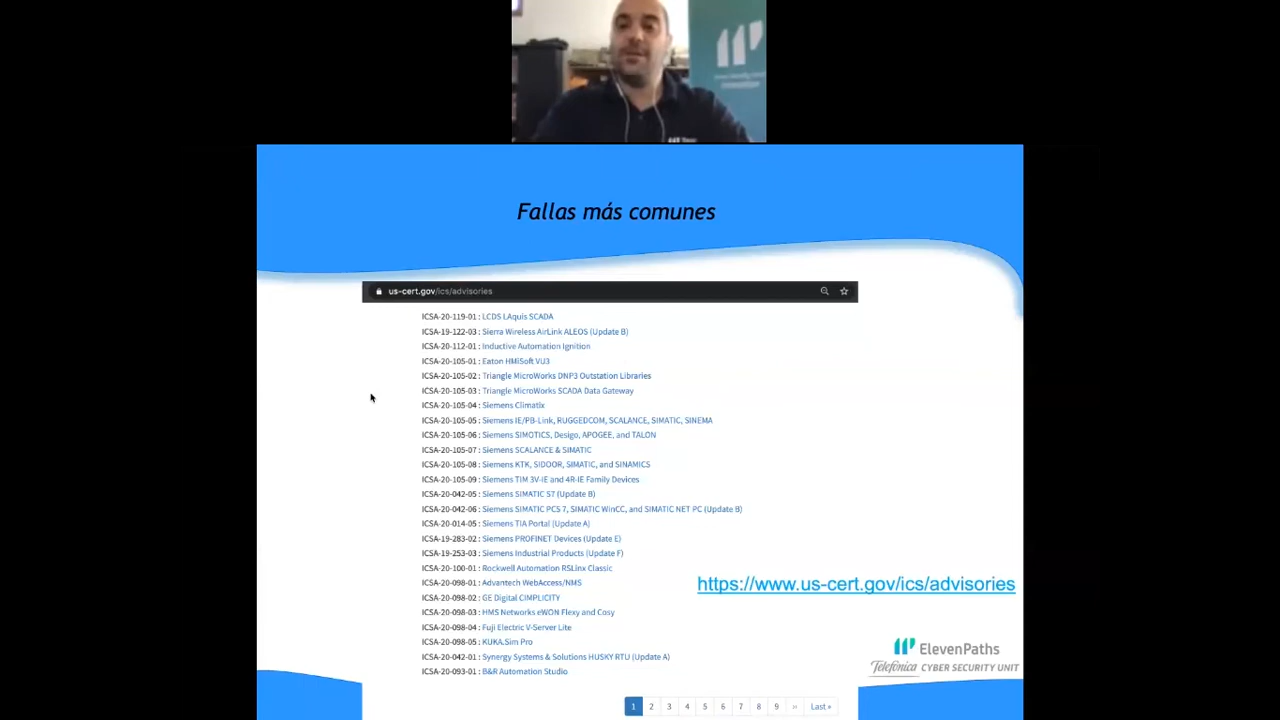 Fallas más comunes
us-cert.gov/ics/advisories
ICSA-20-119-01 : LCDS LAquis SCADA
ICSA-19-122-03 : Sierra Wireless AirLink ALEOS (Update B)
ICSA-20-112-01 : Inductive Automation Ignition
ICSA-20-105-01 : Eaton HMiSoft VU3
ICSA-20-105-02 : Triangle MicroWorks DNP3 Outstation Libraries
ICSA-20-105-03 : Triangle MicroWorks SCADA Data Gateway
ICSA-20-105-04 : Siemens Climatix
ICSA-20-105-05 : Siemens IE/PB-Link, RUGGEDCOM, SCALANCE, SIMATIC, SINEMA
ICSA-20-105-06 : Siemens SIMOTICS, Desigo, APOGEE, and TALON
ICSA-20-105-07 : Siemens SCALANCE & SIMATIC
ICSA-20-105-08 : Siemens KTK, SIDOOR, SIMATIC, and SINAMICS
ICSA-20-105-09 : Siemens TIM 3V-IE and 4R-IE Family Devices
ICSA-20-042-05 : Siemens SIMATIC S7 (Update B)
ICSA-20-042-06 : Siemens SIMATIC PCS 7, SIMATIC WinCC, and SIMATIC NET PC (Update B)
ICSA-20-014-05 : Siemens TIA Portal (Update A)
ICSA-19-283-02 : Siemens PROFINET Devices (Update E)
ICSA-19-253-03 : Siemens Industrial Products (Update F)
ICSA-20-100-01 : Rockwell Automation RSLinx Classic
ICSA-20-098-01 : Advantech WebAccess/NMS
ICSA-20-098-02 : GE Digital CIMPLICITY
ICSA-20-098-03 : HMS Networks eWON Flexy and Cosy
ICSA-20-098-04 : Fuji Electric V-Server Lite
ICSA-20-098-05 : KUKA.Sim Pro
ICSA-20-042-01 : Synergy Systems & Solutions HUSKY RTU (Update A)
ICSA-20-093-01 : B&R Automation Studio
https://www.us-cert.gov/ics/advisories
ElevenPaths
Telefónica CYBER SECURITY UNIT
1 2 3 4 5 6 7 8 9 » Last »